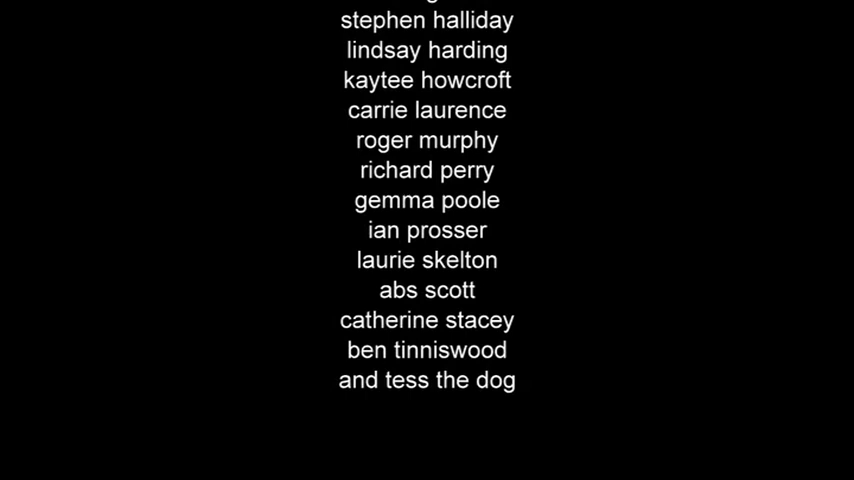 stephen halliday
lindsay harding
kaytee howcroft
carrie laurence
roger murphy
richard perry
gemma poole
ian prosser
laurie skelton
abs scott
catherine stacey
ben tinniswood
and tess the dog